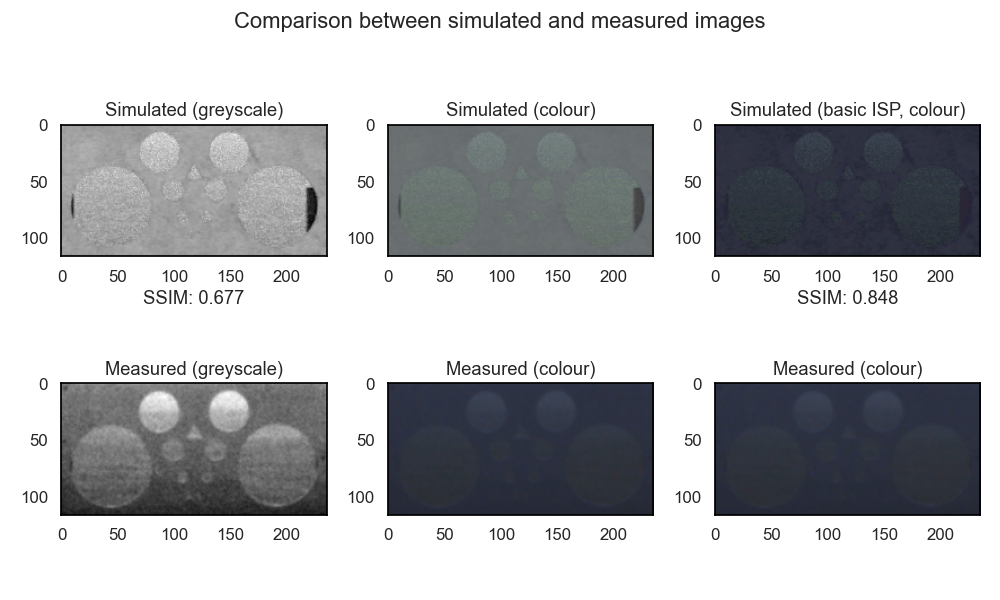 Comparison between simulated and measured images
Simulated (greyscale)
0
50
100
0 50 100 150 200
SSIM: 0.677
Simulated (colour)
0
50
100
0 50 100 150 200
Simulated (basic ISP, colour)
0
50
100
0 50 100 150 200
SSIM: 0.848
Measured (greyscale)
0
50
100
0 50 100 150 200
Measured (colour)
0
50
100
0 50 100 150 200
Measured (colour)
0
50
100
0 50 100 150 200